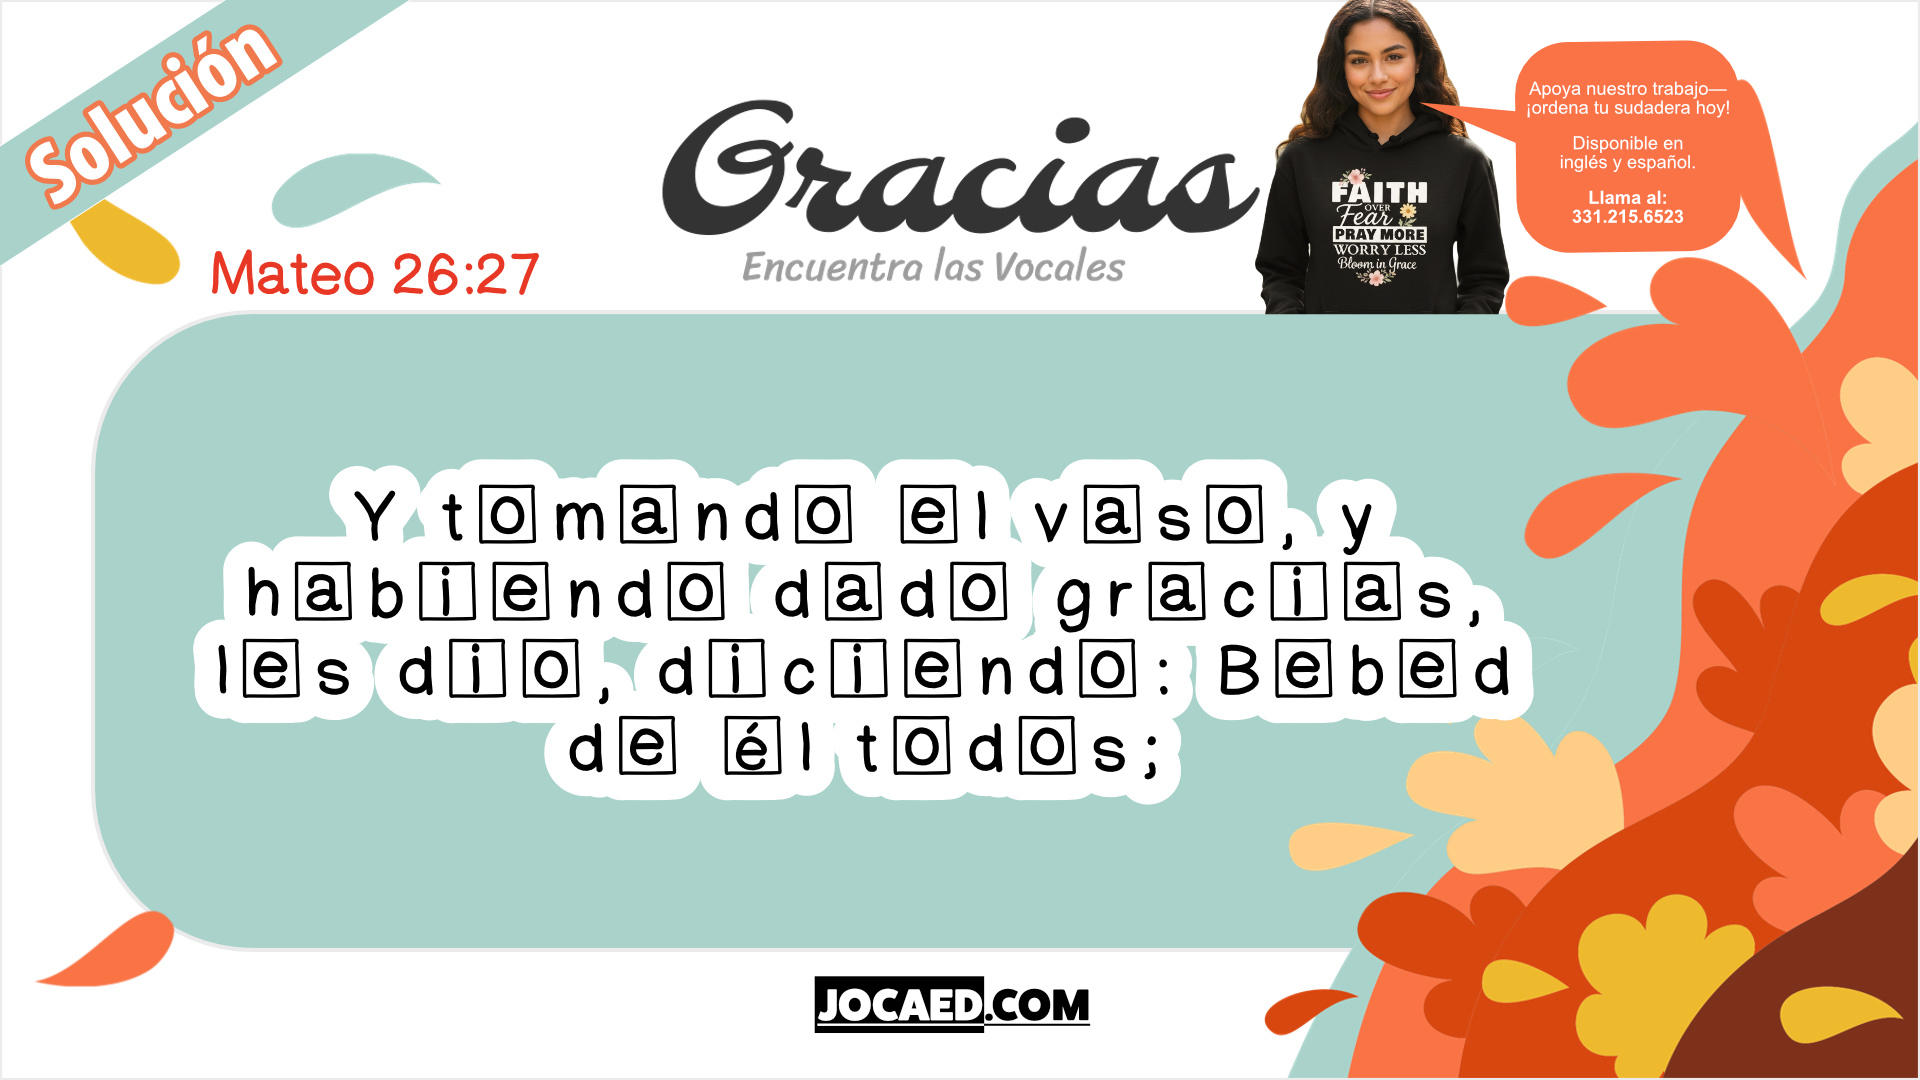 Solución
Gracias
Encuentra las Vocales
Mateo 26:27
Apoya nuestro trabajo—
¡ordena tu sudadera hoy!
Disponible en
inglés y español.
Llama al:
331.215.6523
FAITH
OVER
Fear
PRAY MORE
WORRY LESS
Bloom in Grace
Y tomando el vaso, y
habiendo dado gracias,
les dio, diciendo: Bebed
de él todos;
JOCAED.COM